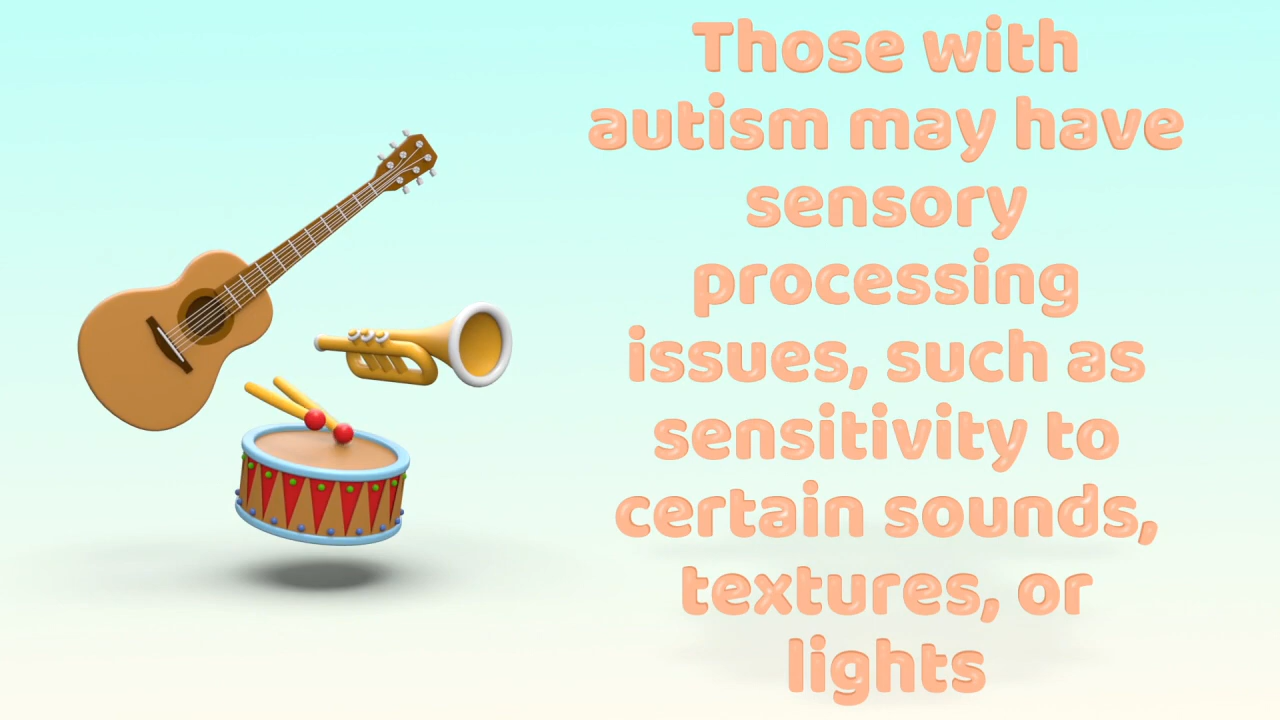 Those with
autism may have
sensory
processing
issues, such as
sensitivity to
certain sounds,
textures, or
lights